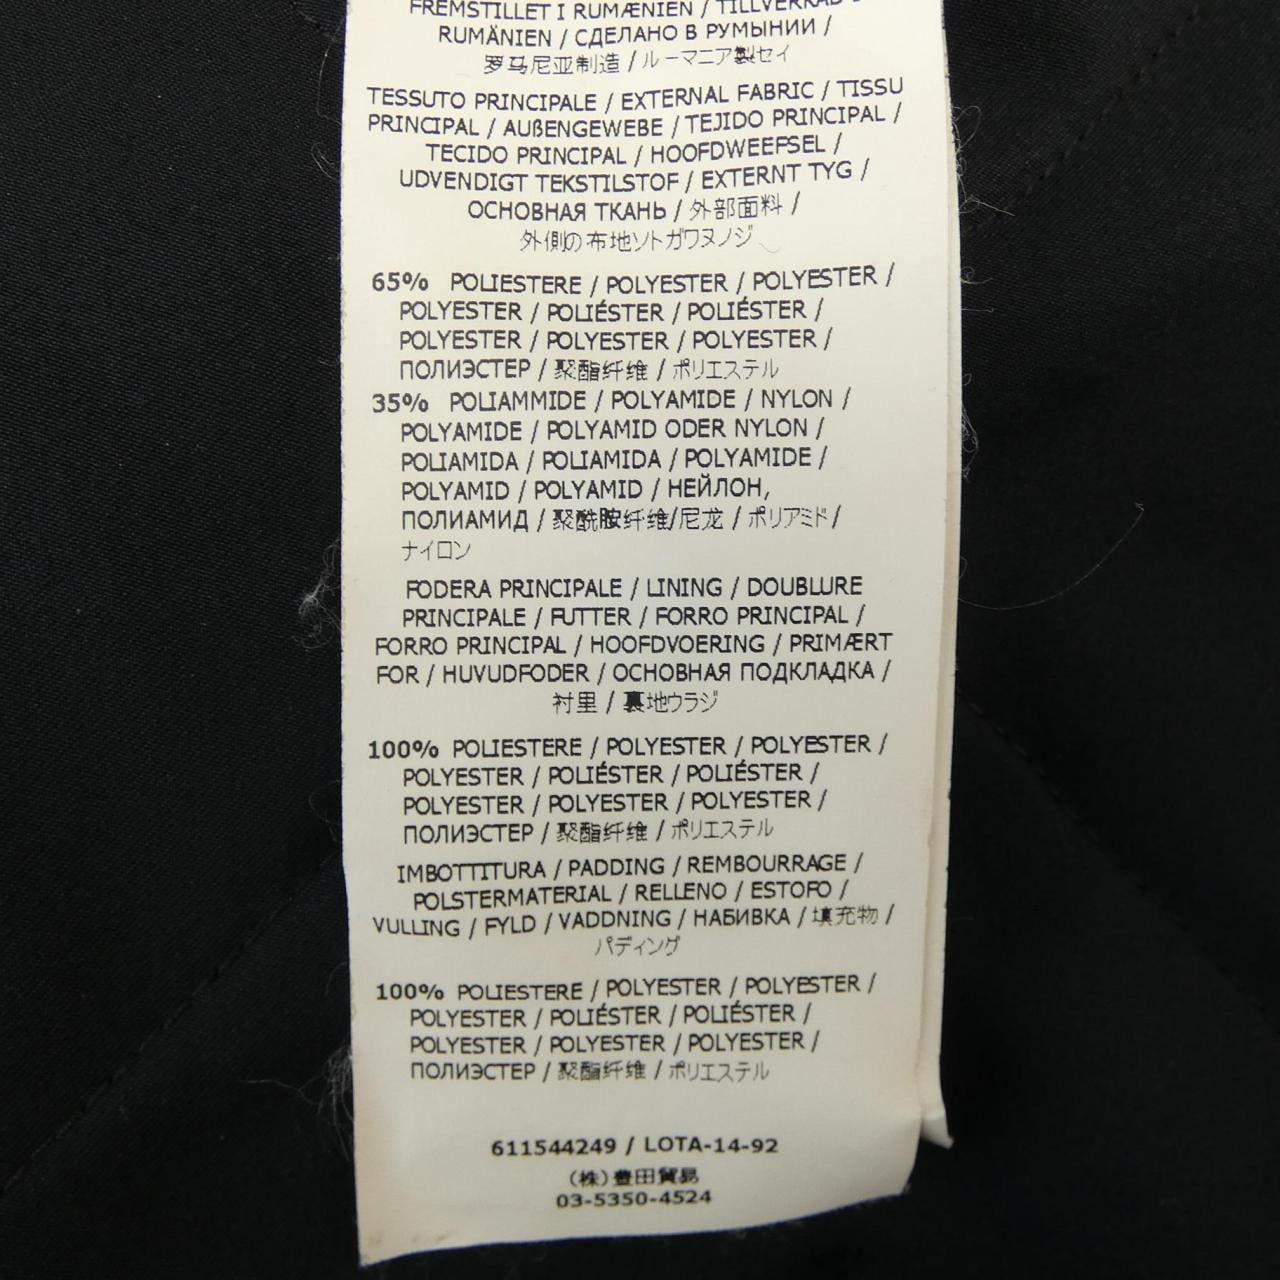 FREMSTILLET I RUMÆNIEN / TILLVERKAD I
RUMÄNIEN / СДЕЛАНО В РУМЫНИИ /
罗马尼亚制造 / ルーマニア製セイ
TESSUTO PRINCIPALE / EXTERNAL FABRIC / TISSU
PRINCIPAL / AUßENGEWEBE / TEJIDO PRINCIPAL /
TECIDO PRINCIPAL / HOOFDWEEFSEL /
UDVENDIGT TEKSTILSTOF / EXTERNT TYG /
ОСНОВНАЯ ТКАНЬ / 外部面料 /
外側の布地ソトガワヌノジ
65% POLIESTERE / POLYESTER / POLYESTER /
POLYESTER / POLIÉSTER / POLIÉSTER /
POLYESTER / POLYESTER / POLYESTER /
ПОЛИЭСТЕР / 聚酯纤维 / ポリエステル
35% POLIAMMIDE / POLYAMIDE / NYLON /
POLYAMIDE / POLYAMID ODER NYLON /
POLIAMIDA / POLIAMIDA / POLYAMIDE /
POLYAMID / POLYAMID / НЕЙЛОН,
ПОЛИАМИД / 聚酰胺纤维/尼龙 / ポリアミド/
ナイロン
FODERA PRINCIPALE / LINING / DOUBLURE
PRINCIPALE / FUTTER / FORRO PRINCIPAL /
FORRO PRINCIPAL / HOOFDVOERING / PRIMÆRT
FOR / HUVUDFODER / ОСНОВНАЯ ПОДКЛАДКА /
衬里 / 裏地ウラジ
100% POLIESTERE / POLYESTER / POLYESTER /
POLYESTER / POLIÉSTER / POLIÉSTER /
POLYESTER / POLYESTER / POLYESTER /
ПОЛИЭСТЕР / 聚酯纤维 / ポリエステル
IMBOTTITURA / PADDING / REMBOURRAGE /
POLSTERMATERIAL / RELLENO / ESTOFO /
VULLING / FYLD / VADDNING / НАБИВКА / 填充物 /
パディング
100% POLIESTERE / POLYESTER / POLYESTER /
POLYESTER / POLIÉSTER / POLIÉSTER /
POLYESTER / POLYESTER / POLYESTER /
ПОЛИЭСТЕР / 聚酯纤维 / ポリエステル
611544249 / LOTA-14-92
(株)豊田貿易
03-5350-4524